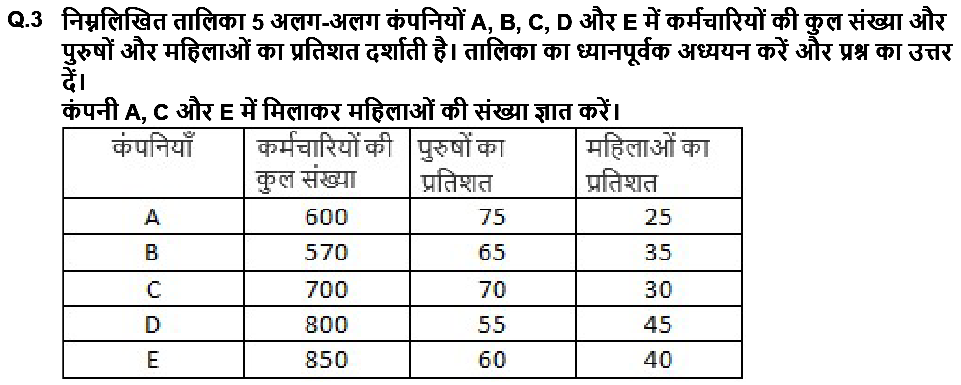 Q.3 निम्नलिखित तालिका 5 अलग-अलग कंपनियों A, B, C, D और E में कर्मचारियों की कुल संख्या और
पुरुषों और महिलाओं का प्रतिशत दर्शाती है। तालिका का ध्यानपूर्वक अध्ययन करें और प्रश्न का उत्तर
दें।
कंपनी A, C और E में मिलाकर महिलाओं की संख्या ज्ञात करें।
कंपनियाँ कर्मचारियों की कुल संख्या पुरुषों का प्रतिशत महिलाओं का प्रतिशत
A 600 75 25
B 570 65 35
C 700 70 30
D 800 55 45
E 850 60 40